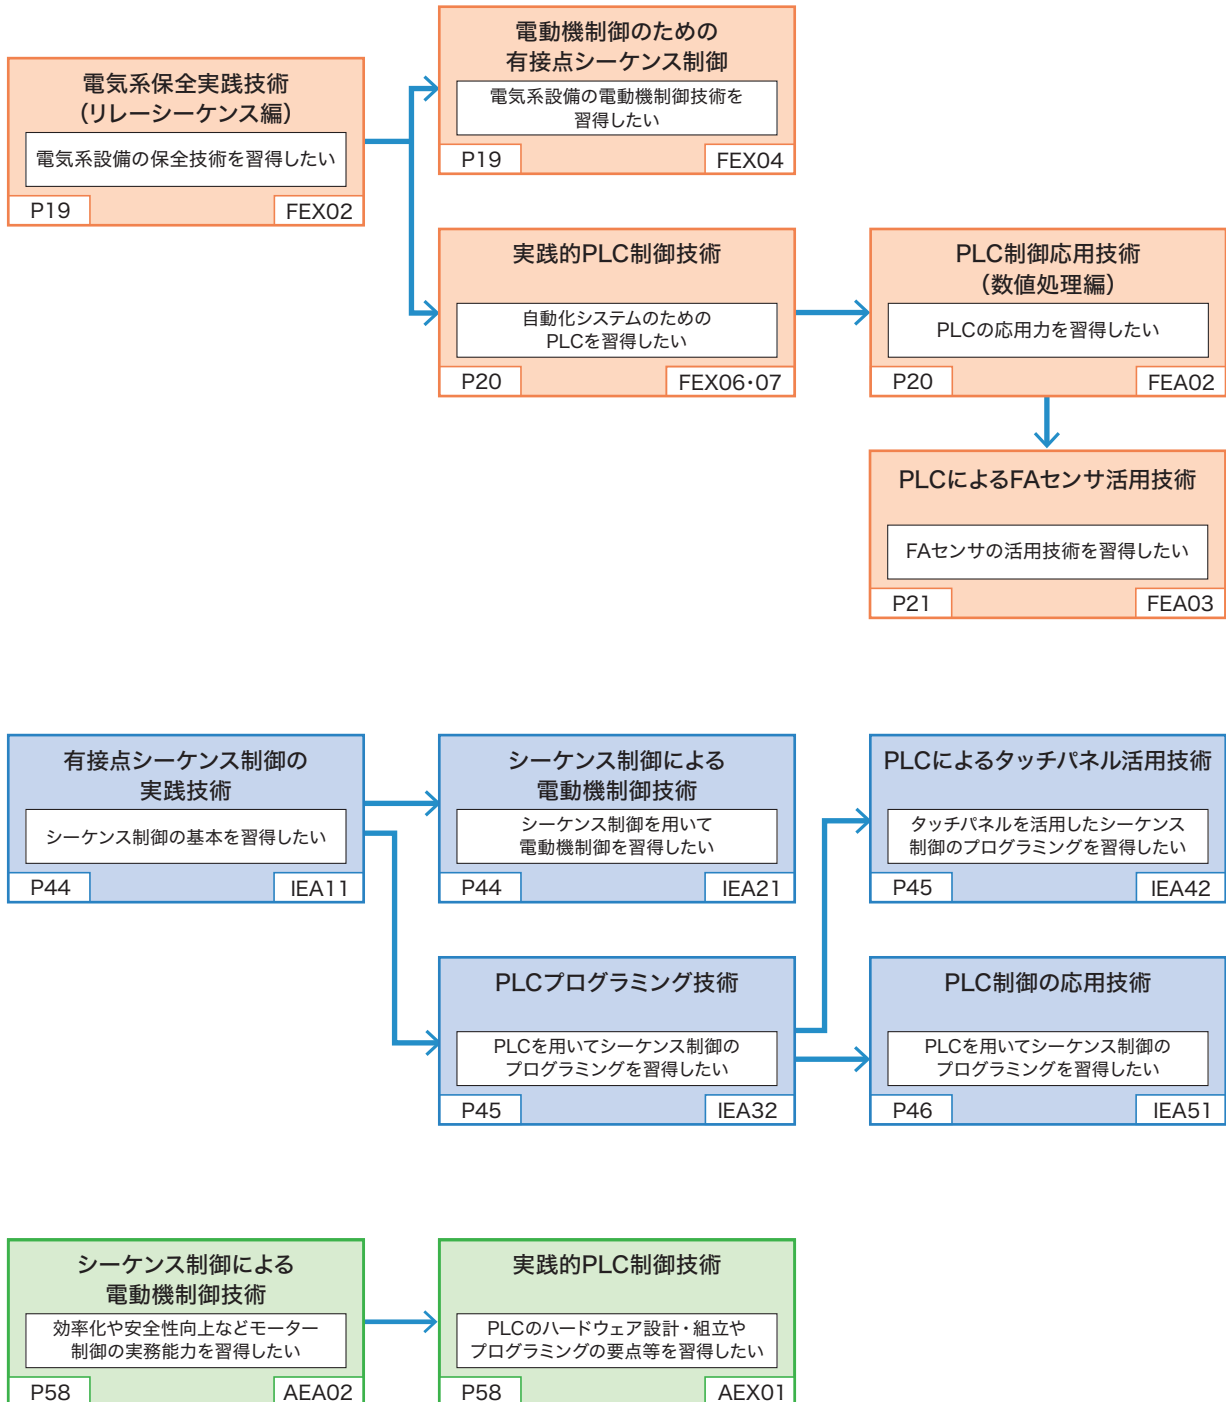 電気系保全実践技術
（リレーシーケンス編）
電気系設備の保全技術を習得したい
P19
FEX02
電動機制御のための
有接点シーケンス制御
電気系設備の電動機制御技術を
習得したい
P19
FEX04
実践的PLC制御技術
自動化システムのための
PLCを習得したい
P20
FEX06・07
PLC制御応用技術
（数値処理編）
PLCの応用力を習得したい
P20
FEA02
PLCによるFAセンサ活用技術
FAセンサの活用技術を習得したい
P21
FEA03
有接点シーケンス制御の
実践技術
シーケンス制御の基本を習得したい
P44
IEA11
シーケンス制御による
電動機制御技術
シーケンス制御を用いて
電動機制御を習得したい
P44
IEA21
PLCによるタッチパネル活用技術
タッチパネルを活用したシーケンス
制御のプログラミングを習得したい
P45
IEA42
PLCプログラミング技術
PLCを用いてシーケンス制御の
プログラミングを習得したい
P45
IEA32
PLC制御の応用技術
PLCを用いてシーケンス制御の
プログラミングを習得したい
P46
IEA51
シーケンス制御による
電動機制御技術
効率化や安全性向上などモーター
制御の実務能力を習得したい
P58
AEA02
実践的PLC制御技術
PLCのハードウェア設計・組立や
プログラミングの要点等を習得したい
P58
AEX01